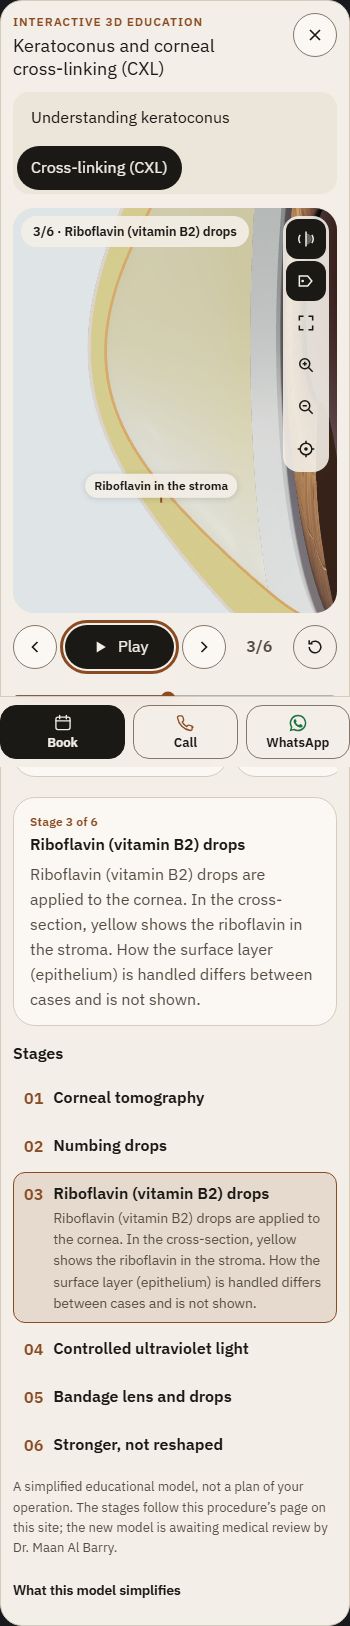 INTERACTIVE 3D EDUCATION
Keratoconus and corneal
cross-linking (CXL)
Understanding keratoconus
Cross-linking (CXL)
3/6 · Riboflavin (vitamin B2) drops
Riboflavin in the stroma
Play
3/6
Book
Call
WhatsApp
Stage 3 of 6
Riboflavin (vitamin B2) drops
Riboflavin (vitamin B2) drops are
applied to the cornea. In the cross-
section, yellow shows the riboflavin in
the stroma. How the surface layer
(epithelium) is handled differs between
cases and is not shown.
Stages
01 Corneal tomography
02 Numbing drops
03 Riboflavin (vitamin B2) drops
Riboflavin (vitamin B2) drops are applied to
the cornea. In the cross-section, yellow
shows the riboflavin in the stroma. How the
surface layer (epithelium) is handled differs
between cases and is not shown.
04 Controlled ultraviolet light
05 Bandage lens and drops
06 Stronger, not reshaped
A simplified educational model, not a plan of your
operation. The stages follow this procedure’s page on
this site; the new model is awaiting medical review by
Dr. Maan Al Barry.
What this model simplifies